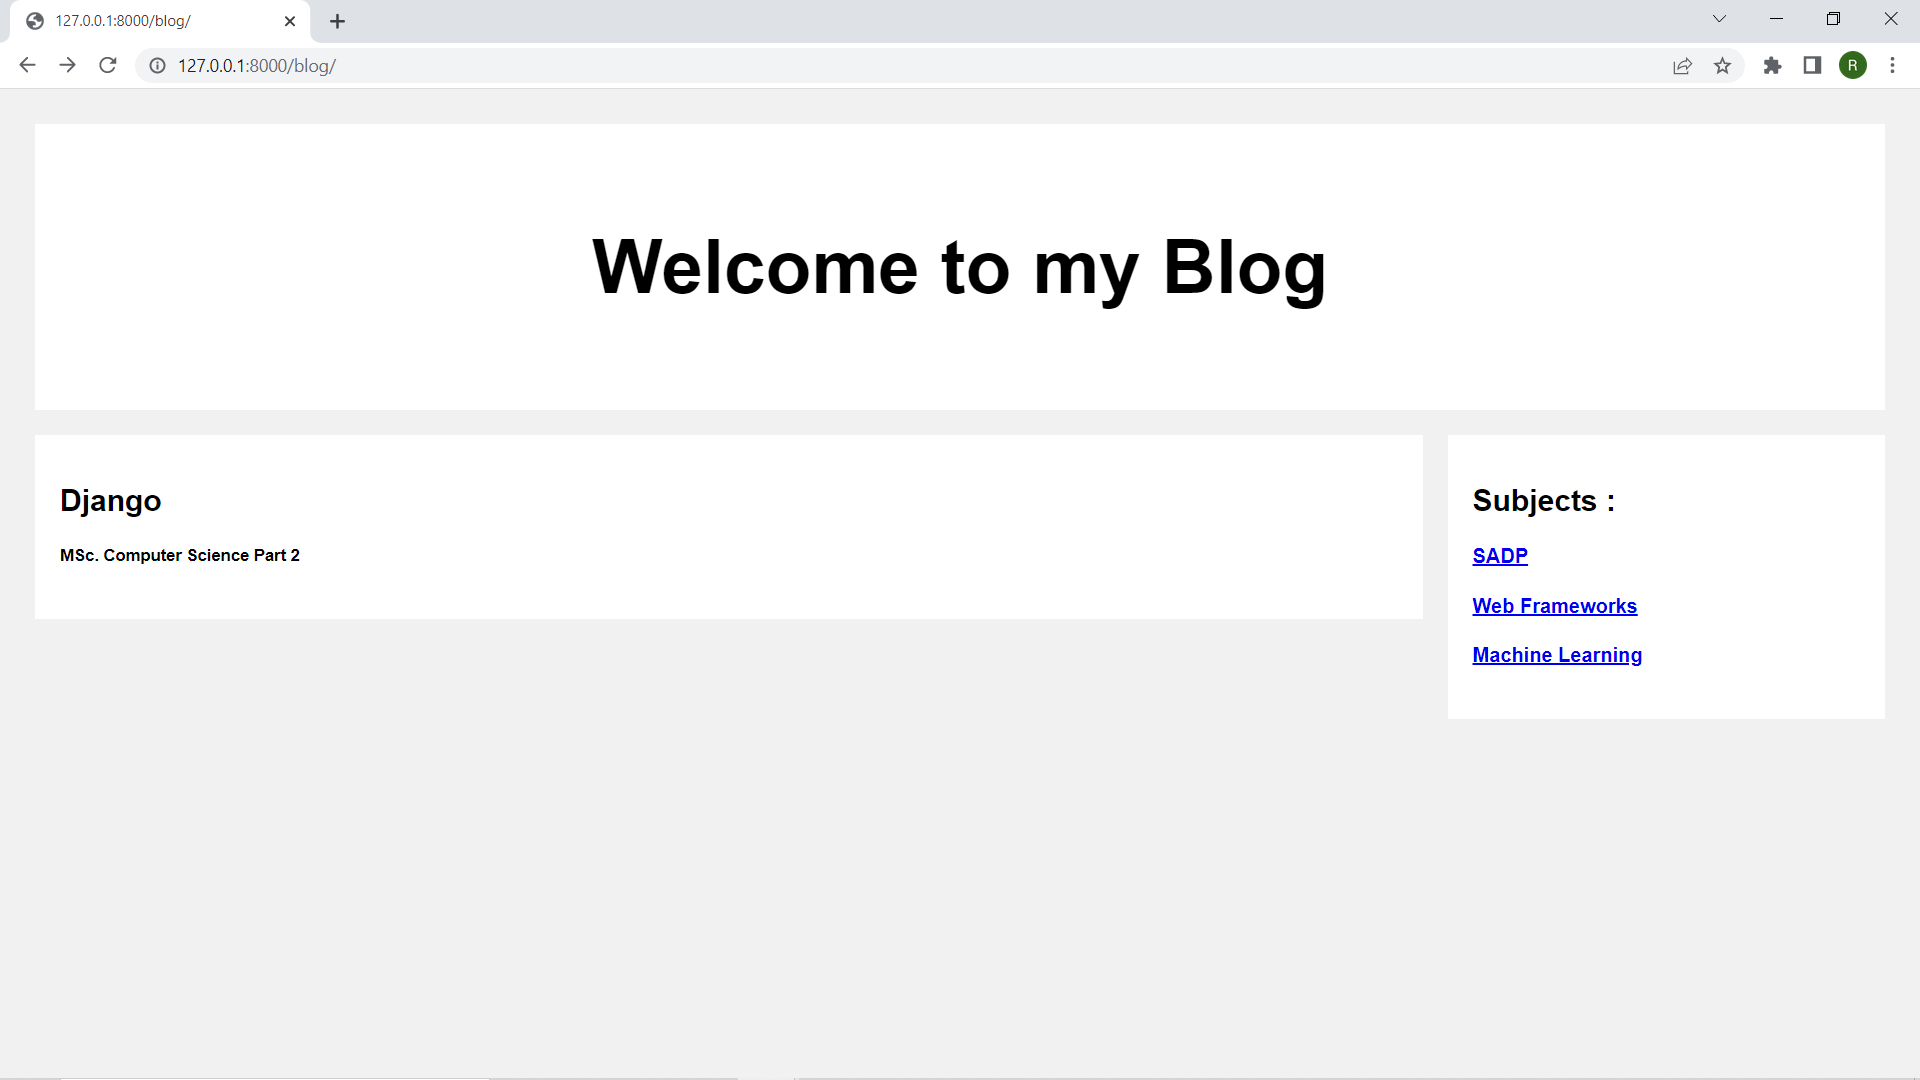 127.0.0.1:8000/blog/
127.0.0.1:8000/blog/
R
Welcome to my Blog
Django
MSc. Computer Science Part 2
Subjects :
SADP
Web Frameworks
Machine Learning